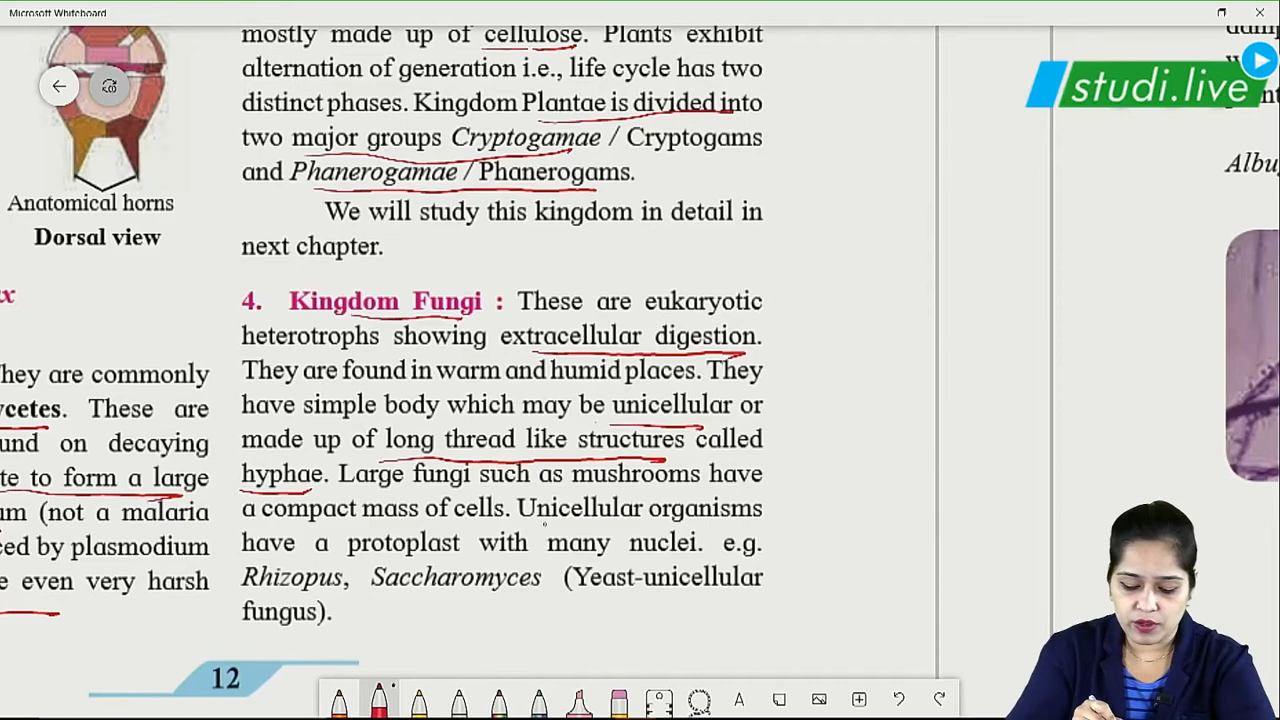 Microsoft Whiteboard
mostly made up of cellulose. Plants exhibit
alternation of generation i.e., life cycle has two
distinct phases. Kingdom Plantae is divided into
two major groups Cryptogamae / Cryptogams
and Phanerogamae / Phanerogams.
We will study this kingdom in detail in
next chapter.
4. Kingdom Fungi : These are eukaryotic
heterotrophs showing extracellular digestion.
They are found in warm and humid places. They
have simple body which may be unicellular or
made up of long thread like structures called
hyphae. Large fungi such as mushrooms have
a compact mass of cells. Unicellular organisms
have a protoplast with many nuclei. e.g.
Rhizopus, Saccharomyces (Yeast-unicellular
fungus).
Anatomical horns
Dorsal view
hey are commonly
ycetes. These are
und on decaying
te to form a large
um (not a malaria
ced by plasmodium
e even very harsh
12
studi.live
Albu
A